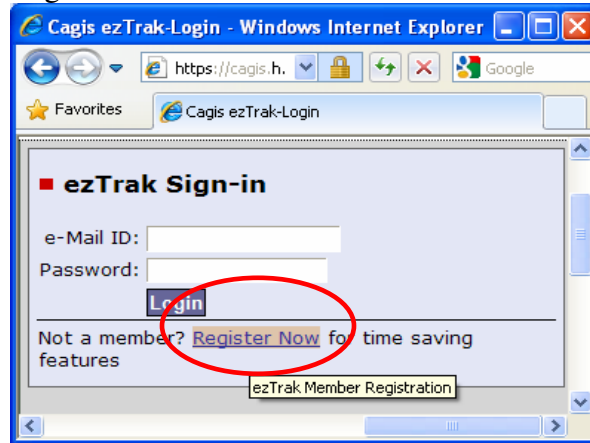 Cagis ezTrak-Login - Windows Internet Explorer
https://cagis.h.
Google
Favorites
Cagis ezTrak-Login
ezTrak Sign-in
e-Mail ID:
Password:
Login
Not a member? Register Now for time saving
features
ezTrak Member Registration